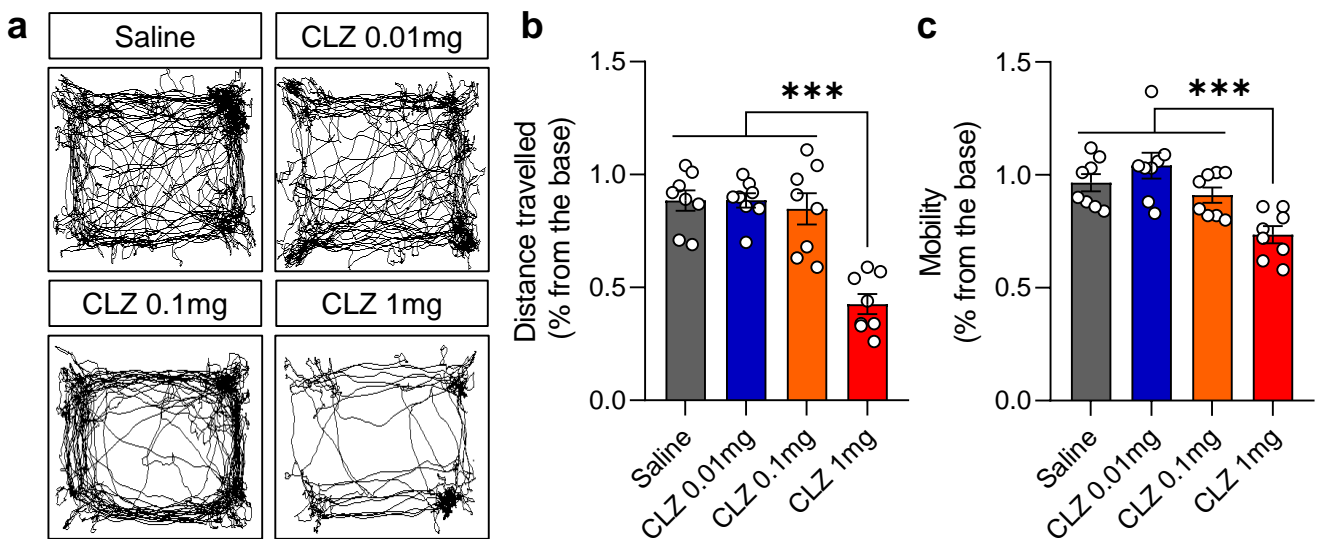 a
Saline
CLZ 0.01mg
CLZ 0.1mg
CLZ 1mg
b
Distance travelled
(% from the base)
1.5
1.0
0.5
0.0
***
Saline
CLZ 0.01mg
CLZ 0.1mg
CLZ 1mg
c
Mobility
(% from the base)
1.5
1.0
0.5
0.0
***
Saline
CLZ 0.01mg
CLZ 0.1mg
CLZ 1mg